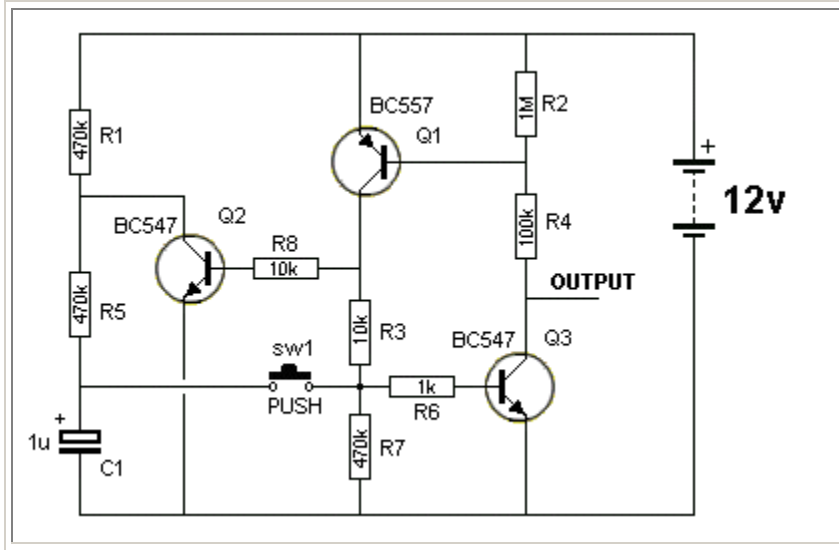 R1
470k
BC557
Q1
1M
R2
+
12v
BC547
Q2
R8
10k
100k
R4
OUTPUT
470k
R5
10k
R3
BC547
Q3
sw1
PUSH
1k
R6
+
1u
C1
470k
R7